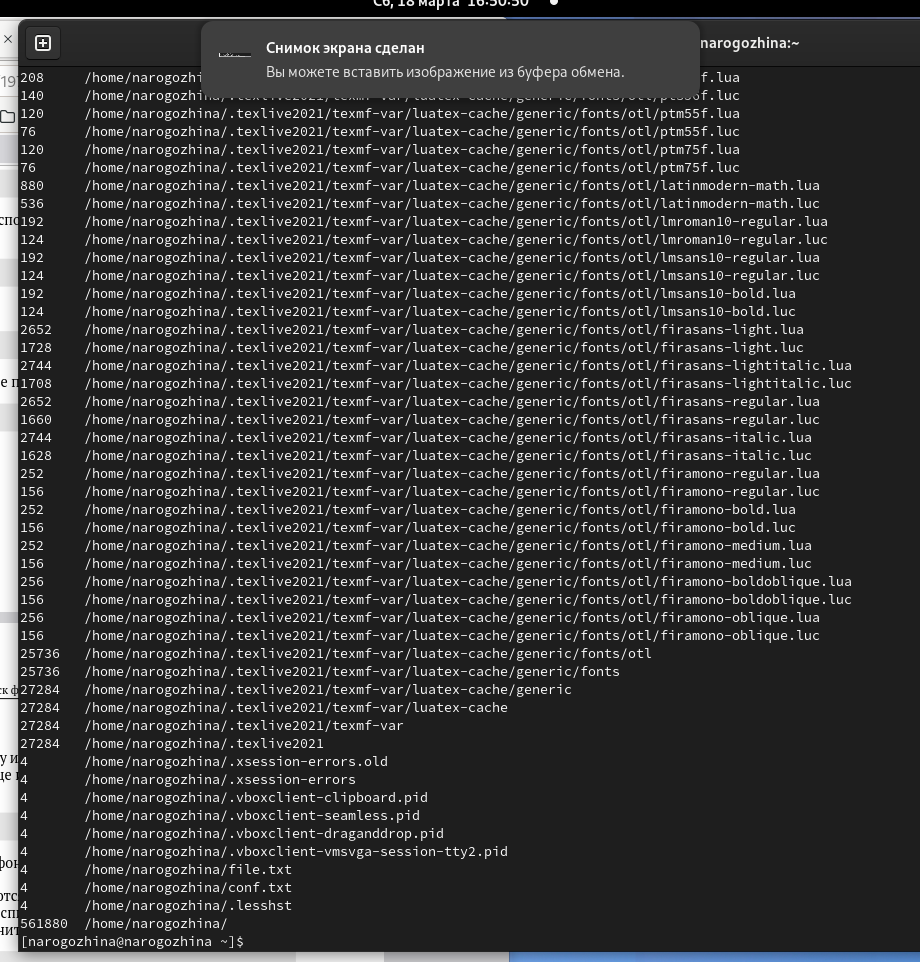 Сб, 18 марта 16:50:50
Снимок экрана сделан
Вы можете вставить изображение из буфера обмена.
narogozhina:~
208 /home/narogozhi f.lua
140 /home/narogozhina/.texlive2021/texmf-var/luatex-cache/generic/fonts/otl/ptc55f.luc
120 /home/narogozhina/.texlive2021/texmf-var/luatex-cache/generic/fonts/otl/ptm55f.lua
76 /home/narogozhina/.texlive2021/texmf-var/luatex-cache/generic/fonts/otl/ptm55f.luc
120 /home/narogozhina/.texlive2021/texmf-var/luatex-cache/generic/fonts/otl/ptm75f.lua
76 /home/narogozhina/.texlive2021/texmf-var/luatex-cache/generic/fonts/otl/ptm75f.luc
880 /home/narogozhina/.texlive2021/texmf-var/luatex-cache/generic/fonts/otl/latinmodern-math.lua
536 /home/narogozhina/.texlive2021/texmf-var/luatex-cache/generic/fonts/otl/latinmodern-math.luc
192 /home/narogozhina/.texlive2021/texmf-var/luatex-cache/generic/fonts/otl/lmroman10-regular.lua
124 /home/narogozhina/.texlive2021/texmf-var/luatex-cache/generic/fonts/otl/lmroman10-regular.luc
192 /home/narogozhina/.texlive2021/texmf-var/luatex-cache/generic/fonts/otl/lmsans10-regular.lua
124 /home/narogozhina/.texlive2021/texmf-var/luatex-cache/generic/fonts/otl/lmsans10-regular.luc
192 /home/narogozhina/.texlive2021/texmf-var/luatex-cache/generic/fonts/otl/lmsans10-bold.lua
124 /home/narogozhina/.texlive2021/texmf-var/luatex-cache/generic/fonts/otl/lmsans10-bold.luc
2652 /home/narogozhina/.texlive2021/texmf-var/luatex-cache/generic/fonts/otl/firasans-light.lua
1728 /home/narogozhina/.texlive2021/texmf-var/luatex-cache/generic/fonts/otl/firasans-light.luc
2744 /home/narogozhina/.texlive2021/texmf-var/luatex-cache/generic/fonts/otl/firasans-lightitalic.lua
1708 /home/narogozhina/.texlive2021/texmf-var/luatex-cache/generic/fonts/otl/firasans-lightitalic.luc
2652 /home/narogozhina/.texlive2021/texmf-var/luatex-cache/generic/fonts/otl/firasans-regular.lua
1660 /home/narogozhina/.texlive2021/texmf-var/luatex-cache/generic/fonts/otl/firasans-regular.luc
2744 /home/narogozhina/.texlive2021/texmf-var/luatex-cache/generic/fonts/otl/firasans-italic.lua
1628 /home/narogozhina/.texlive2021/texmf-var/luatex-cache/generic/fonts/otl/firasans-italic.luc
252 /home/narogozhina/.texlive2021/texmf-var/luatex-cache/generic/fonts/otl/firamono-regular.lua
156 /home/narogozhina/.texlive2021/texmf-var/luatex-cache/generic/fonts/otl/firamono-regular.luc
252 /home/narogozhina/.texlive2021/texmf-var/luatex-cache/generic/fonts/otl/firamono-bold.lua
156 /home/narogozhina/.texlive2021/texmf-var/luatex-cache/generic/fonts/otl/firamono-bold.luc
252 /home/narogozhina/.texlive2021/texmf-var/luatex-cache/generic/fonts/otl/firamono-medium.lua
156 /home/narogozhina/.texlive2021/texmf-var/luatex-cache/generic/fonts/otl/firamono-medium.luc
256 /home/narogozhina/.texlive2021/texmf-var/luatex-cache/generic/fonts/otl/firamono-boldoblique.lua
156 /home/narogozhina/.texlive2021/texmf-var/luatex-cache/generic/fonts/otl/firamono-boldoblique.luc
256 /home/narogozhina/.texlive2021/texmf-var/luatex-cache/generic/fonts/otl/firamono-oblique.lua
156 /home/narogozhina/.texlive2021/texmf-var/luatex-cache/generic/fonts/otl/firamono-oblique.luc
25736 /home/narogozhina/.texlive2021/texmf-var/luatex-cache/generic/fonts/otl
25736 /home/narogozhina/.texlive2021/texmf-var/luatex-cache/generic/fonts
27284 /home/narogozhina/.texlive2021/texmf-var/luatex-cache/generic
27284 /home/narogozhina/.texlive2021/texmf-var/luatex-cache
27284 /home/narogozhina/.texlive2021/texmf-var
27284 /home/narogozhina/.texlive2021
4 /home/narogozhina/.xsession-errors.old
4 /home/narogozhina/.xsession-errors
4 /home/narogozhina/.vboxclient-clipboard.pid
4 /home/narogozhina/.vboxclient-seamless.pid
4 /home/narogozhina/.vboxclient-draganddrop.pid
4 /home/narogozhina/.vboxclient-vmsvga-session-tty2.pid
4 /home/narogozhina/file.txt
4 /home/narogozhina/conf.txt
4 /home/narogozhina/.lesshst
561880 /home/narogozhina/
[narogozhina@narogozhina ~]$